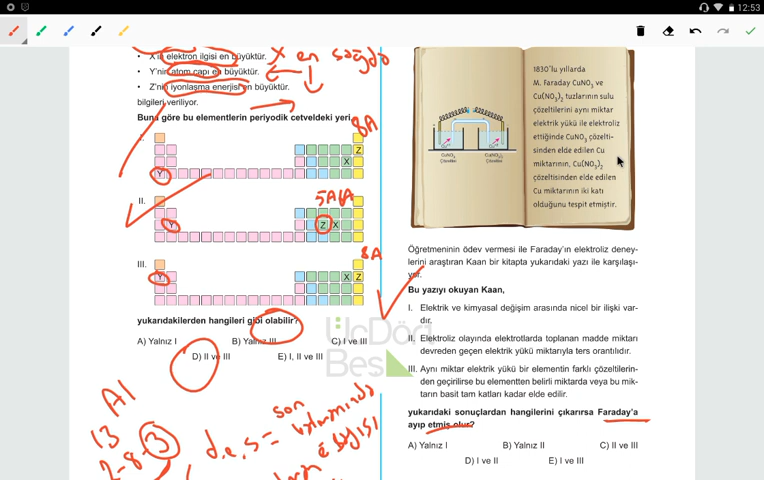 12:53
• X'in elektron ilgisi en büyüktür.
X en sağda
• Y'nin atom çapı en büyüktür.
• Z'nin iyonlaşma enerjisi en büyüktür.
bilgileri veriliyor.
Buna göre bu elementlerin periyodik cetveldeki yeri,
8A
Z
X
Y
II.
5A
Y
Z
X
III.
8A
Y
X
Z
yukarıdakilerden hangileri gibi olabilir?
A) Yalnız I
B) Yalnız III
C) I ve III
D) II ve III
E) I, II ve III
Al
13
2-8-3
d.e.s =
son
1830'lu yıllarda
M. Faraday CuNO₃ ve
Cu(NO₃)₂ tuzlarının sulu
çözeltilerini aynı miktar
elektrik yükü ile elektroliz
ettiğinde CuNO₃ çözelti-
sinden elde edilen Cu
miktarının, Cu(NO₃)₂
çözeltisinden elde edilen
Cu miktarının iki katı
olduğunu tespit etmiştir.
CuNO₃
Çözeltisi
Cu(NO₃)₂
Çözeltisi
Öğretmeninin ödev vermesi ile Faraday'ın elektroliz deney-
lerini araştıran Kaan bir kitapta yukarıdaki yazı ile karşılaşı-
yor.
Bu yazıyı okuyan Kaan,
I. Elektrik ve kimyasal değişim arasında nicel bir ilişki var-
dır.
II. Elektroliz olayında elektrotlarda toplanan madde miktarı
devreden geçen elektrik yükü miktarıyla ters orantılıdır.
III. Aynı miktar elektrik yükü bir elementin farklı çözeltilerin-
den geçirilirse bu elementten belirli miktarda veya bu mik-
tarın basit tam katları kadar elde edilir.
yukarıdaki sonuçlardan hangilerini çıkarırsa Faraday'a
ayıp etmiş olur?
A) Yalnız I
B) Yalnız II
C) II ve III
D) I ve II
E) I ve III
ÜçDört
Beş